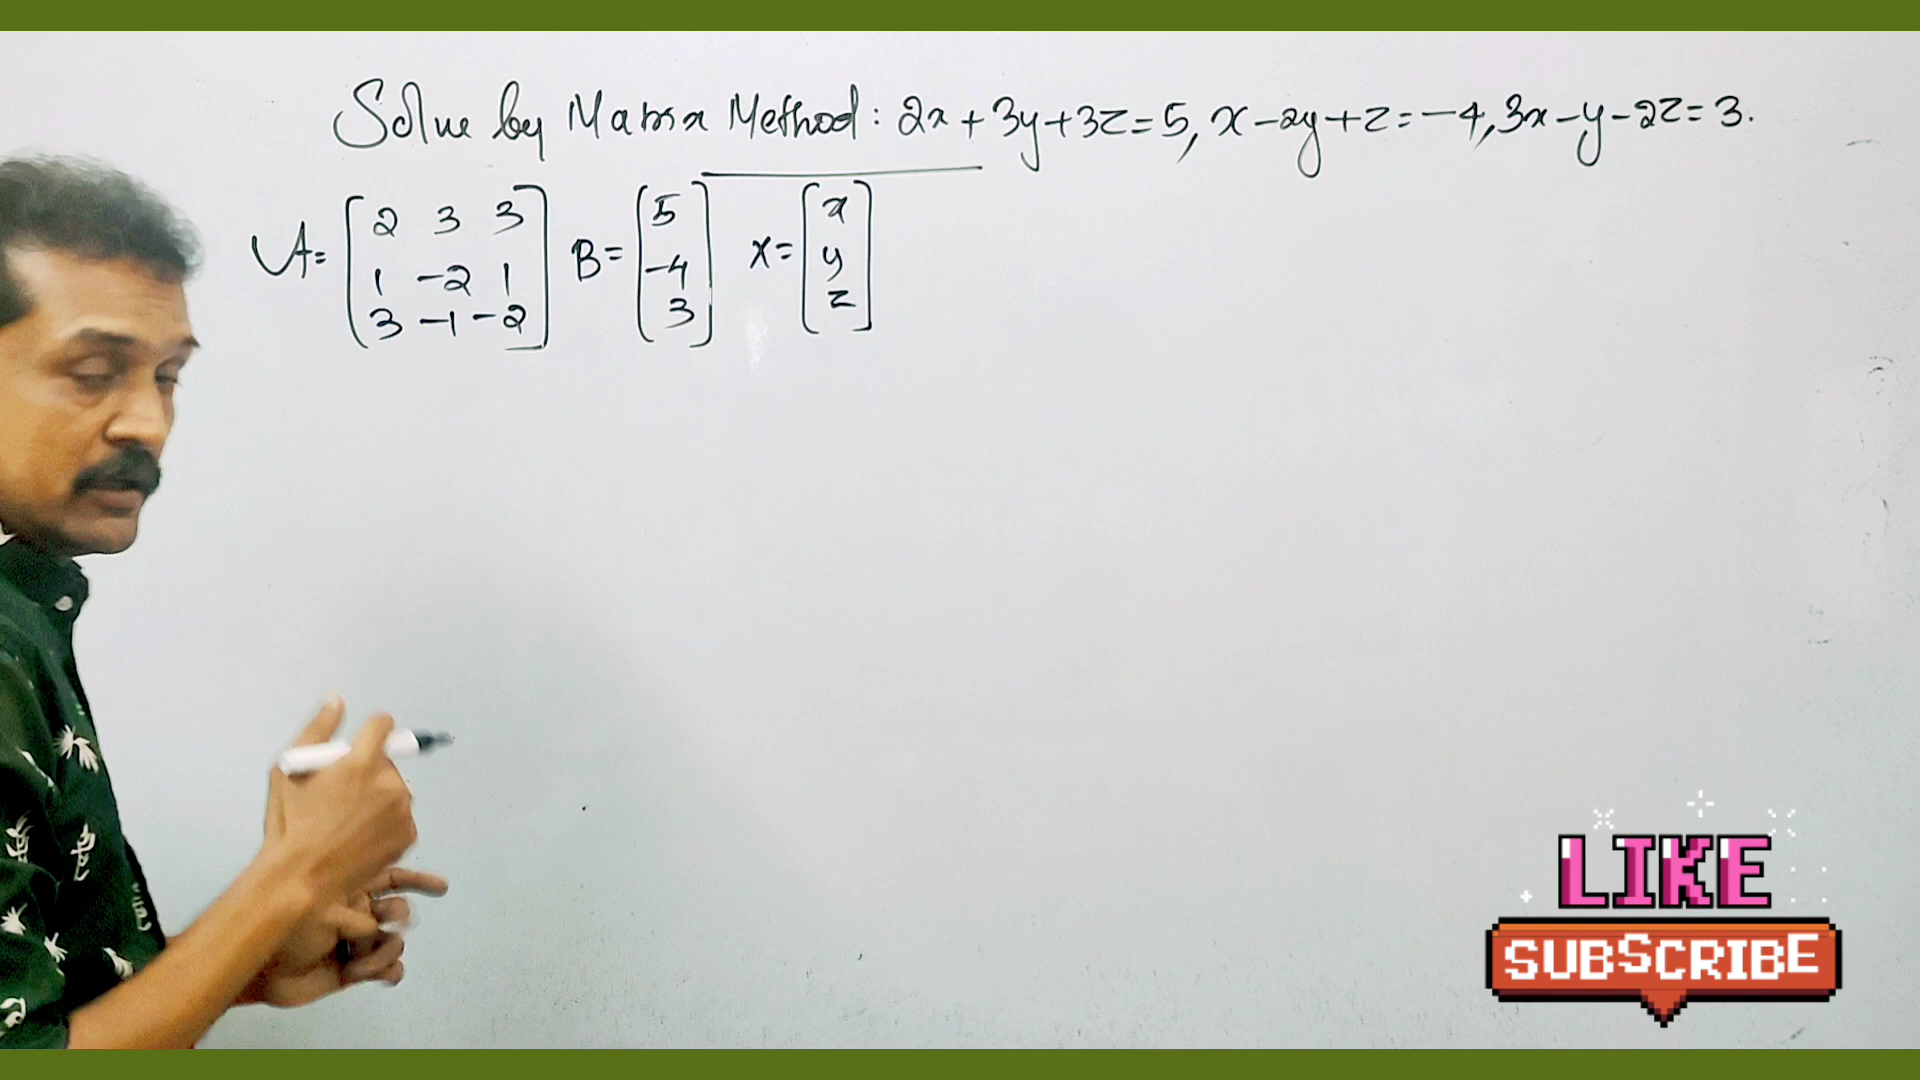 Solve by Matrix Method: 2x+3y+3z=5, x-2y+z=-4, 3x-y-2z=3.
A= [2 3 3 B= [5 X= [x
1 -2 1 -4 y
3 -1 -2] 3] z]
LIKE
SUBSCRIBE